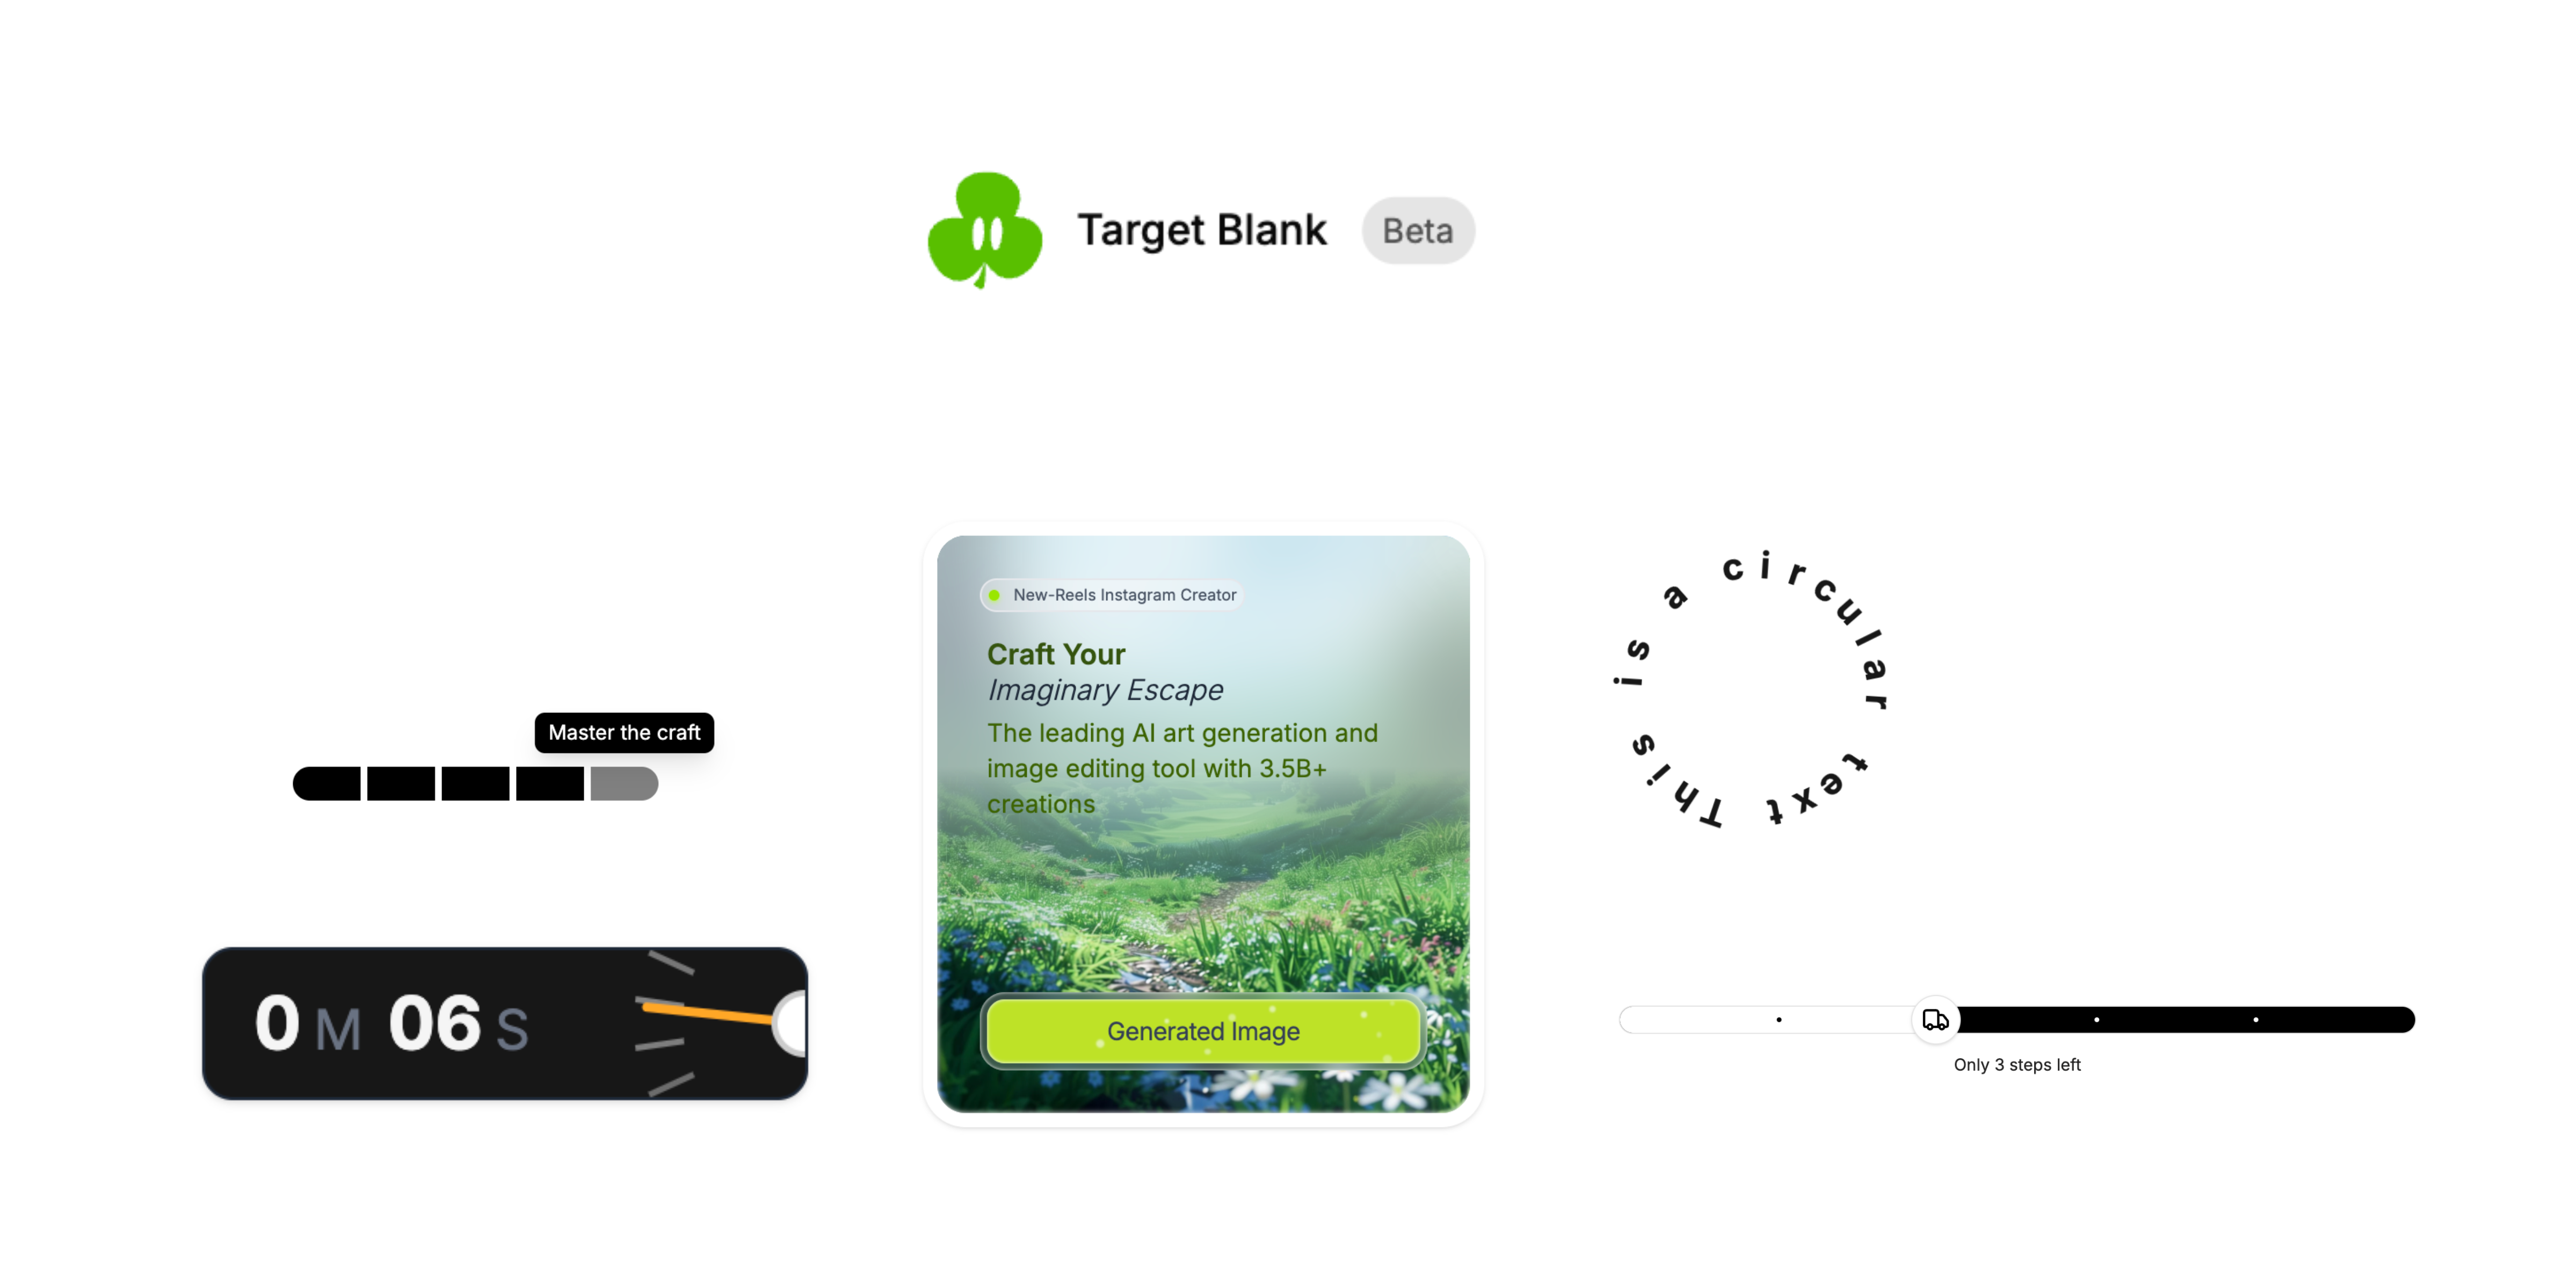 Target Blank
Beta
Master the craft
0 M 06 S
New-Reels Instagram Creator
Craft Your
Imaginary Escape
The leading AI art generation and
image editing tool with 3.5B+
creations
Generated Image
This is a circular text
Only 3 steps left